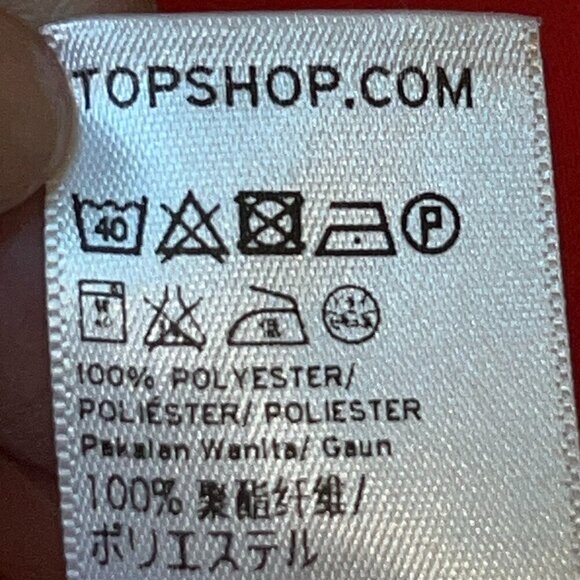 TOPSHOP.COM
40 P
100% POLYESTER/
POLIÉSTER/ POLIESTER
Pakaian Wanita/ Gaun
100% 聚酯纤维/
ポリエステル